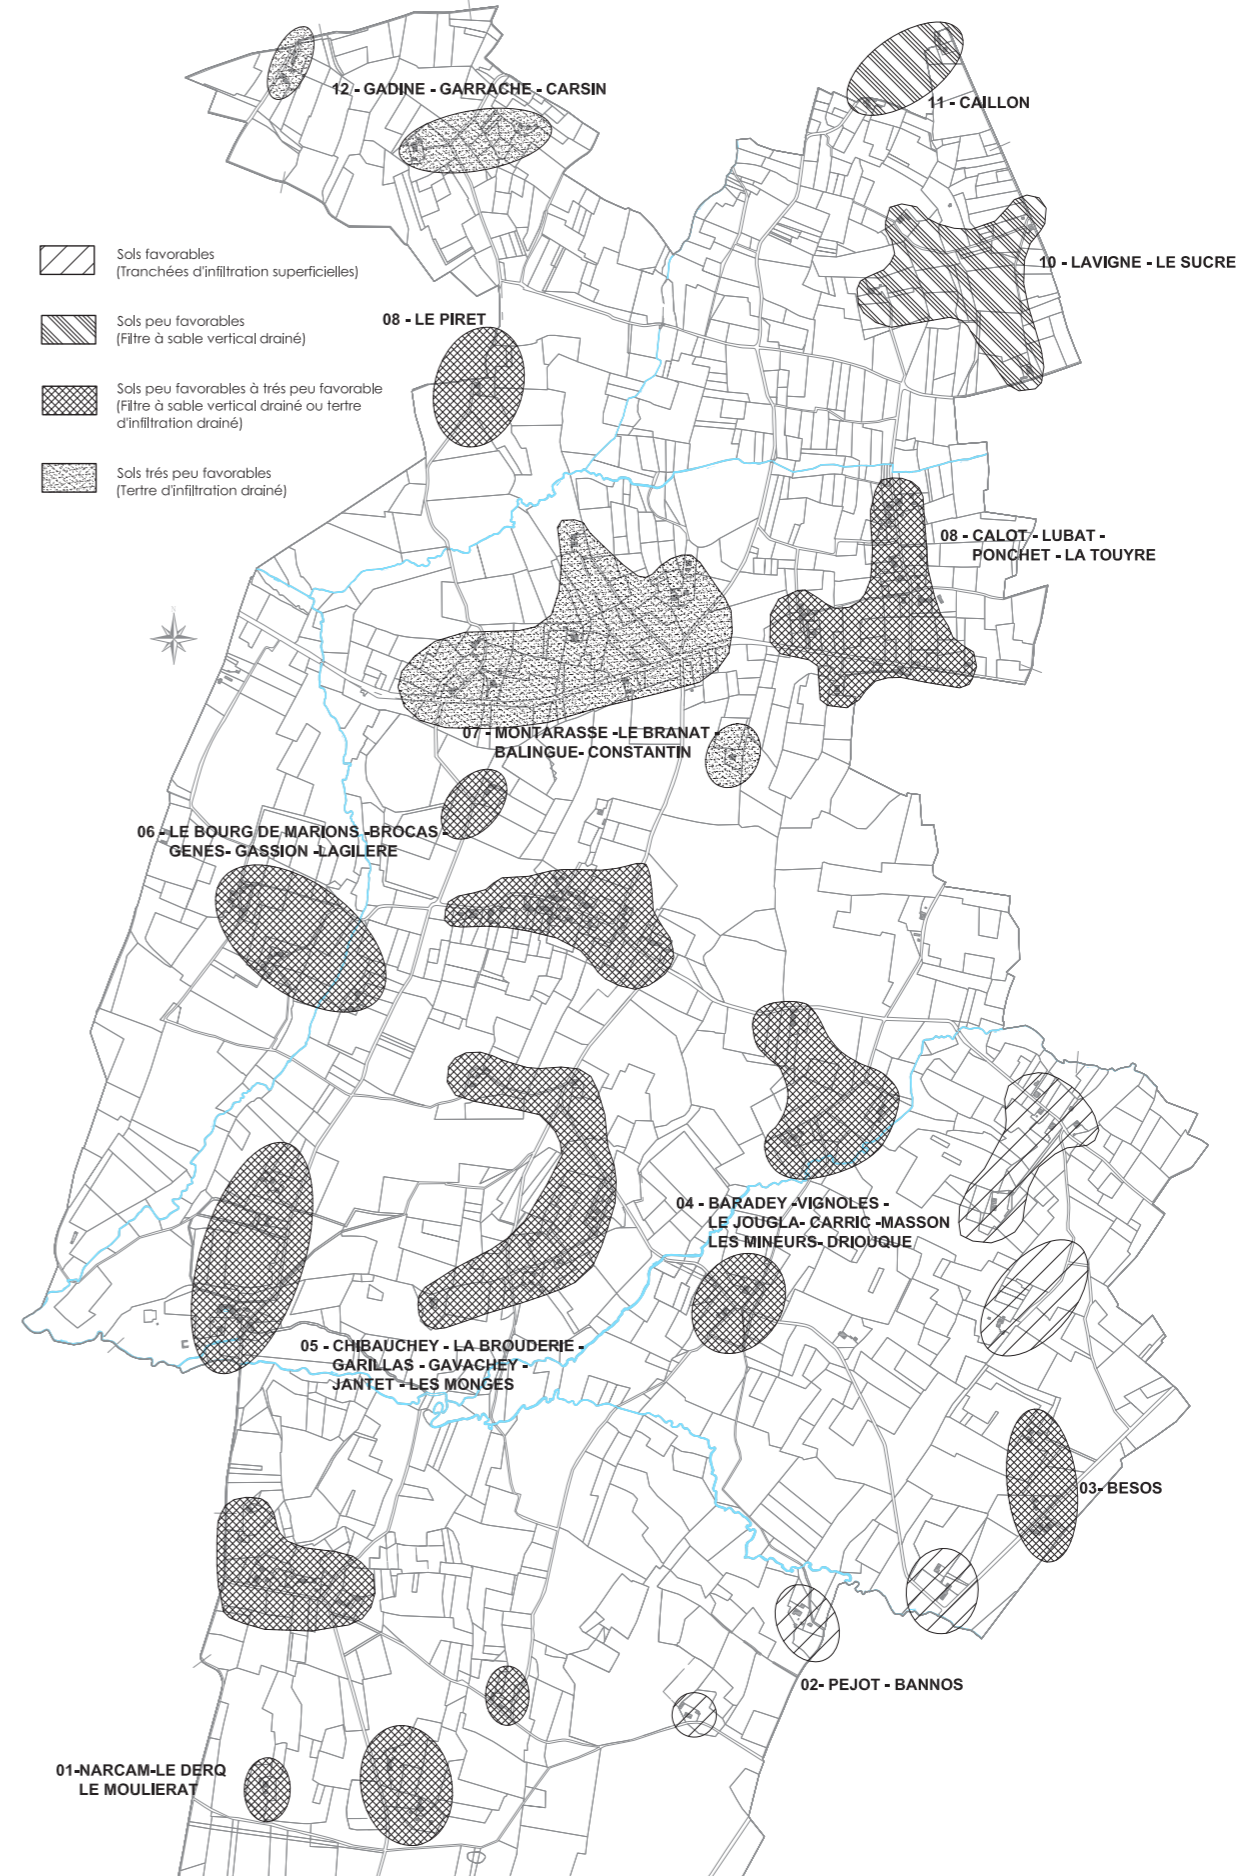 12 - GADINE - GARRACHE - CARSIN
11 - CAILLON
Sols favorables
(Tranchées d'infiltration superficielles)
10 - LAVIGNE - LE SUCRE
Sols peu favorables
(Filtre à sable vertical drainé)
08 - LE PIRET
Sols peu favorables à trés peu favorable
(Filtre à sable vertical drainé ou tertre
d'infiltration drainé)
Sols trés peu favorables
(Tertre d'infiltration drainé)
08 - CALOT - LUBAT -
PONCHET - LA TOUYRE
07 - MONTARASSE -LE BRANAT -
BALINGUE- CONSTANTIN
06 - LE BOURG DE MARIONS -BROCAS -
GENES- GASSION -LAGILERE
04 - BARADEY -VIGNOLES -
LE JOUGLA- CARRIC -MASSON
LES MINEURS- DRIOUQUE
05 - CHIBAUCHEY - LA BROUDERIE -
GARILLAS - GAVACHEY -
JANTET - LES MONGES
03- BESOS
02- PEJOT - BANNOS
01-NARCAM-LE DERQ
LE MOULIERAT